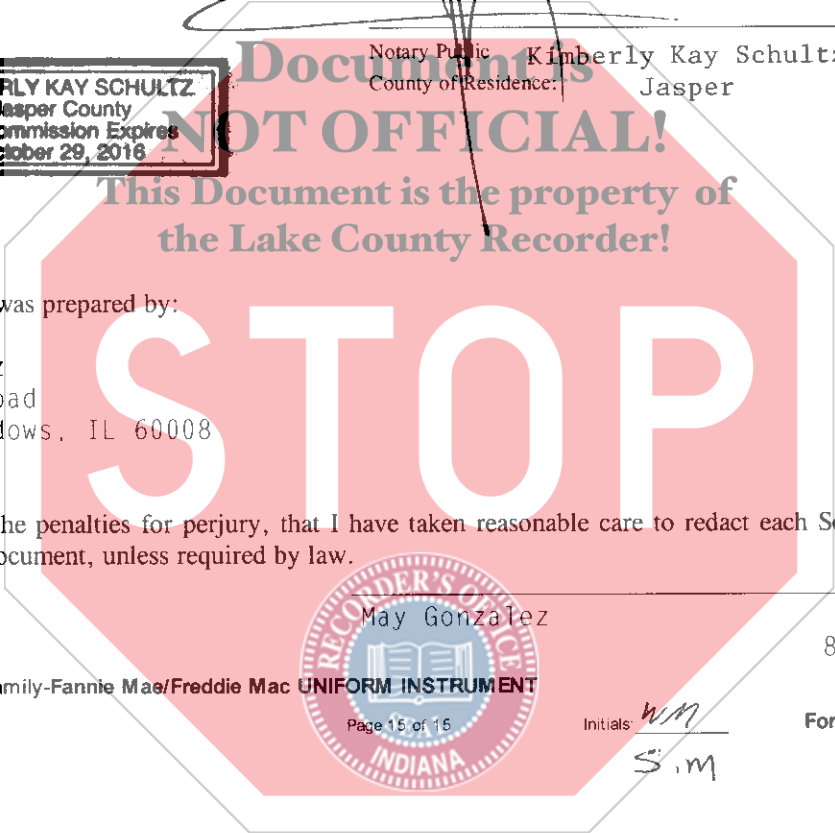 Document is
Notary Public Kimberly Kay Schultz
County of Residence: Jasper
RLY KAY SCHULTZ
asper County
ommission Expires
tober 29, 2016
NOT OFFICIAL!
This Document is the property of
the Lake County Recorder!
was prepared by:
z
oad
dows, IL 60008
STOP
he penalties for perjury, that I have taken reasonable care to redact each So
ocument, unless required by law.
RECORDER'S OFFICE
May Gonzalez
8
mily-Fannie Mae/Freddie Mac UNIFORM INSTRUMENT
Page 15 of 15
Initials: WM
For
S.M
SEAL
INDIANA